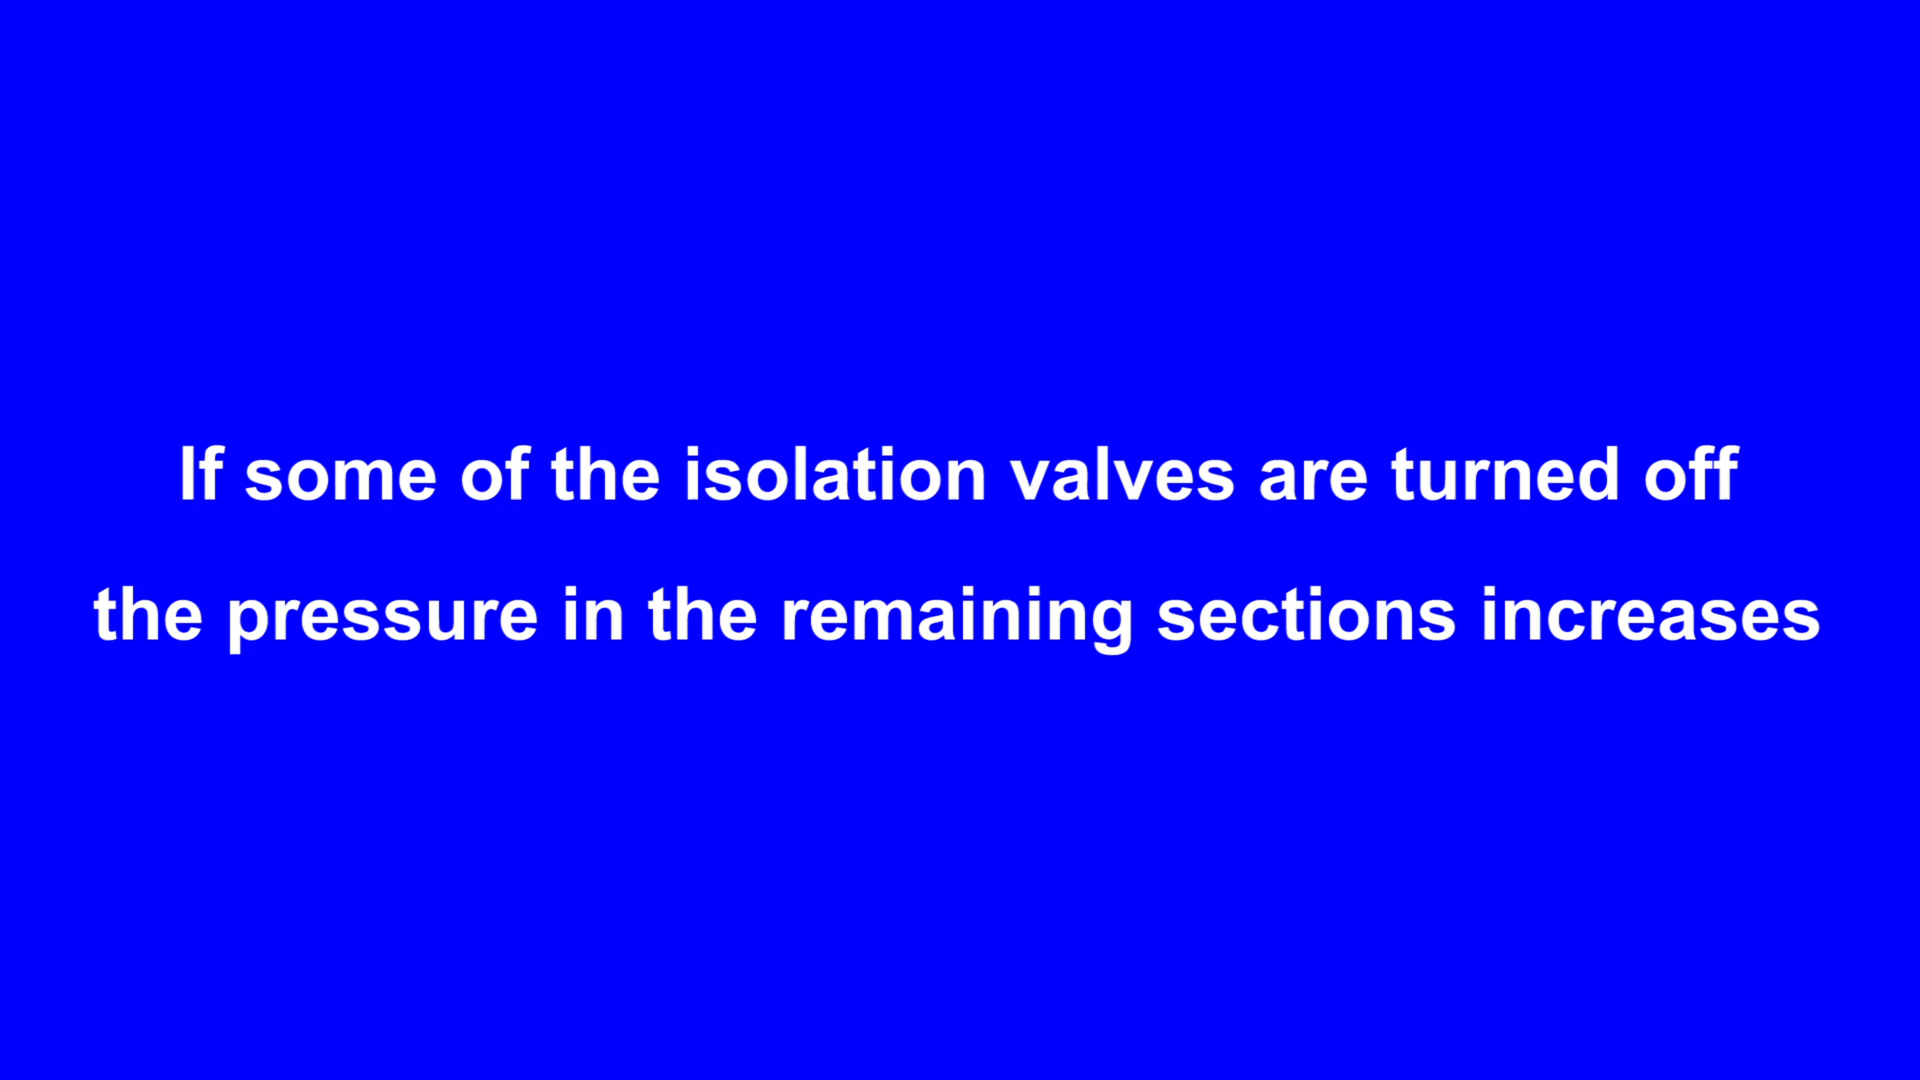 If some of the isolation valves are turned off
the pressure in the remaining sections increases